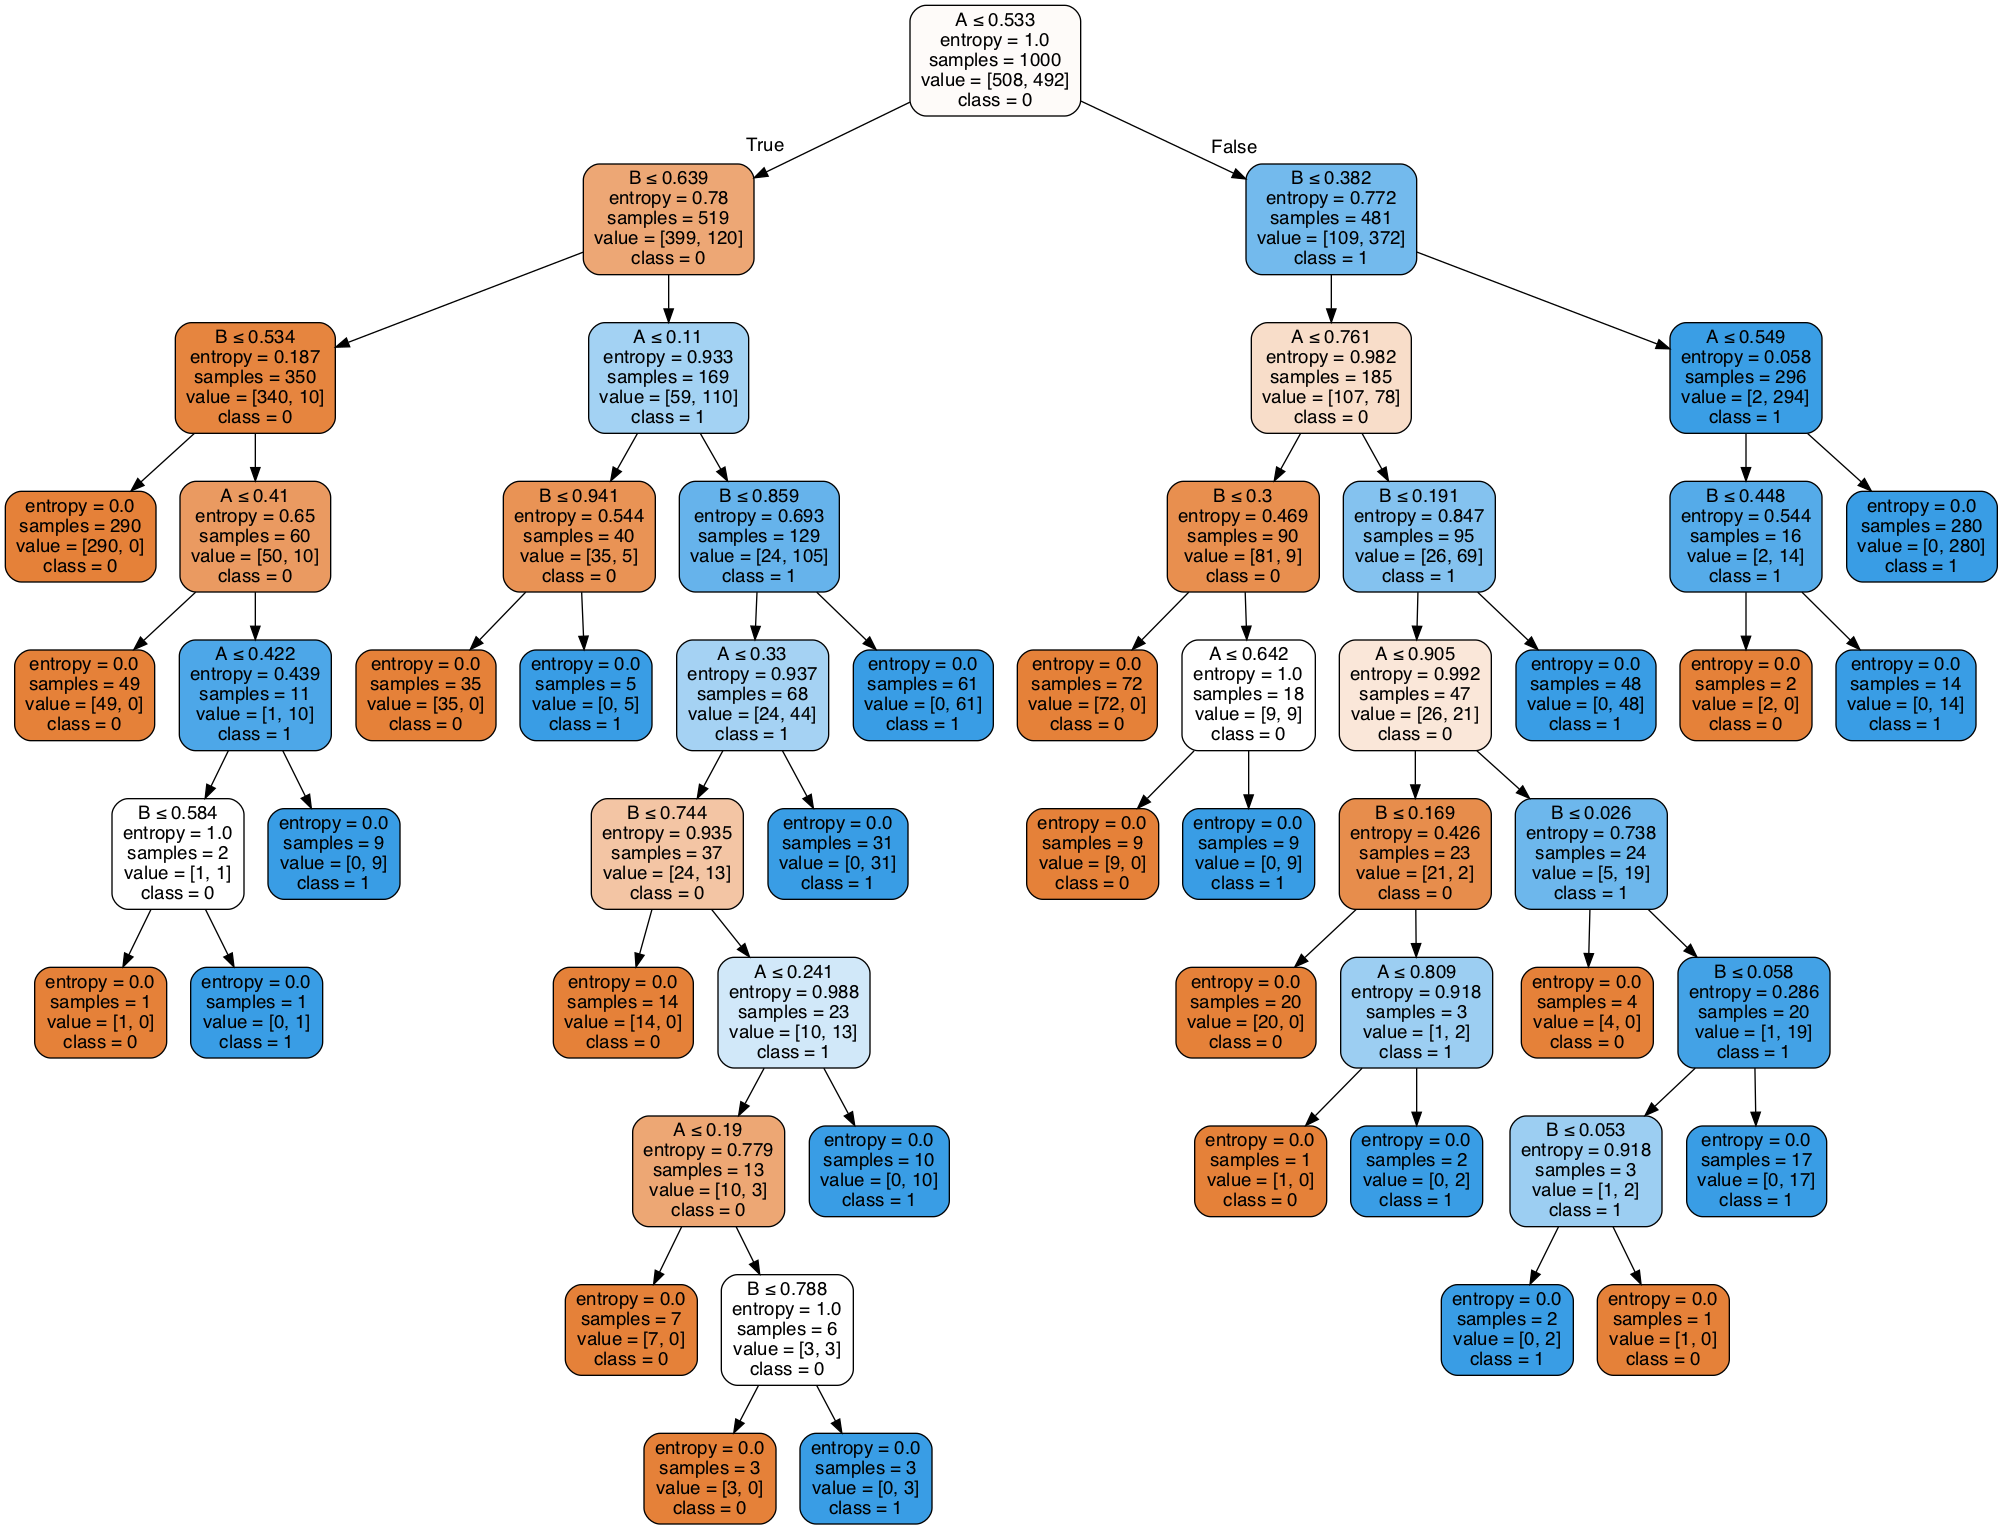 A ≤ 0.533
entropy = 1.0
samples = 1000
value = [508, 492]
class = 0
True
False
B ≤ 0.639
entropy = 0.78
samples = 519
value = [399, 120]
class = 0
B ≤ 0.382
entropy = 0.772
samples = 481
value = [109, 372]
class = 1
B ≤ 0.534
entropy = 0.187
samples = 350
value = [340, 10]
class = 0
A ≤ 0.11
entropy = 0.933
samples = 169
value = [59, 110]
class = 1
A ≤ 0.761
entropy = 0.982
samples = 185
value = [107, 78]
class = 0
A ≤ 0.549
entropy = 0.058
samples = 296
value = [2, 294]
class = 1
entropy = 0.0
samples = 290
value = [290, 0]
class = 0
A ≤ 0.41
entropy = 0.65
samples = 60
value = [50, 10]
class = 0
B ≤ 0.941
entropy = 0.544
samples = 40
value = [35, 5]
class = 0
B ≤ 0.859
entropy = 0.693
samples = 129
value = [24, 105]
class = 1
B ≤ 0.3
entropy = 0.469
samples = 90
value = [81, 9]
class = 0
B ≤ 0.191
entropy = 0.847
samples = 95
value = [26, 69]
class = 1
B ≤ 0.448
entropy = 0.544
samples = 16
value = [2, 14]
class = 1
entropy = 0.0
samples = 280
value = [0, 280]
class = 1
entropy = 0.0
samples = 49
value = [49, 0]
class = 0
A ≤ 0.422
entropy = 0.439
samples = 11
value = [1, 10]
class = 1
entropy = 0.0
samples = 35
value = [35, 0]
class = 0
entropy = 0.0
samples = 5
value = [0, 5]
class = 1
A ≤ 0.33
entropy = 0.937
samples = 68
value = [24, 44]
class = 1
entropy = 0.0
samples = 61
value = [0, 61]
class = 1
entropy = 0.0
samples = 72
value = [72, 0]
class = 0
A ≤ 0.642
entropy = 1.0
samples = 18
value = [9, 9]
class = 0
A ≤ 0.905
entropy = 0.992
samples = 47
value = [26, 21]
class = 0
entropy = 0.0
samples = 48
value = [0, 48]
class = 1
entropy = 0.0
samples = 2
value = [2, 0]
class = 0
entropy = 0.0
samples = 14
value = [0, 14]
class = 1
B ≤ 0.584
entropy = 1.0
samples = 2
value = [1, 1]
class = 0
entropy = 0.0
samples = 9
value = [0, 9]
class = 1
B ≤ 0.744
entropy = 0.935
samples = 37
value = [24, 13]
class = 0
entropy = 0.0
samples = 31
value = [0, 31]
class = 1
entropy = 0.0
samples = 9
value = [9, 0]
class = 0
entropy = 0.0
samples = 9
value = [0, 9]
class = 1
B ≤ 0.169
entropy = 0.426
samples = 23
value = [21, 2]
class = 0
B ≤ 0.026
entropy = 0.738
samples = 24
value = [5, 19]
class = 1
entropy = 0.0
samples = 1
value = [1, 0]
class = 0
entropy = 0.0
samples = 1
value = [0, 1]
class = 1
entropy = 0.0
samples = 14
value = [14, 0]
class = 0
A ≤ 0.241
entropy = 0.988
samples = 23
value = [10, 13]
class = 1
entropy = 0.0
samples = 20
value = [20, 0]
class = 0
A ≤ 0.809
entropy = 0.918
samples = 3
value = [1, 2]
class = 1
entropy = 0.0
samples = 4
value = [4, 0]
class = 0
B ≤ 0.058
entropy = 0.286
samples = 20
value = [1, 19]
class = 1
A ≤ 0.19
entropy = 0.779
samples = 13
value = [10, 3]
class = 0
entropy = 0.0
samples = 10
value = [0, 10]
class = 1
entropy = 0.0
samples = 1
value = [1, 0]
class = 0
entropy = 0.0
samples = 2
value = [0, 2]
class = 1
B ≤ 0.053
entropy = 0.918
samples = 3
value = [1, 2]
class = 1
entropy = 0.0
samples = 17
value = [0, 17]
class = 1
entropy = 0.0
samples = 7
value = [7, 0]
class = 0
B ≤ 0.788
entropy = 1.0
samples = 6
value = [3, 3]
class = 0
entropy = 0.0
samples = 2
value = [0, 2]
class = 1
entropy = 0.0
samples = 1
value = [1, 0]
class = 0
entropy = 0.0
samples = 3
value = [3, 0]
class = 0
entropy = 0.0
samples = 3
value = [0, 3]
class = 1